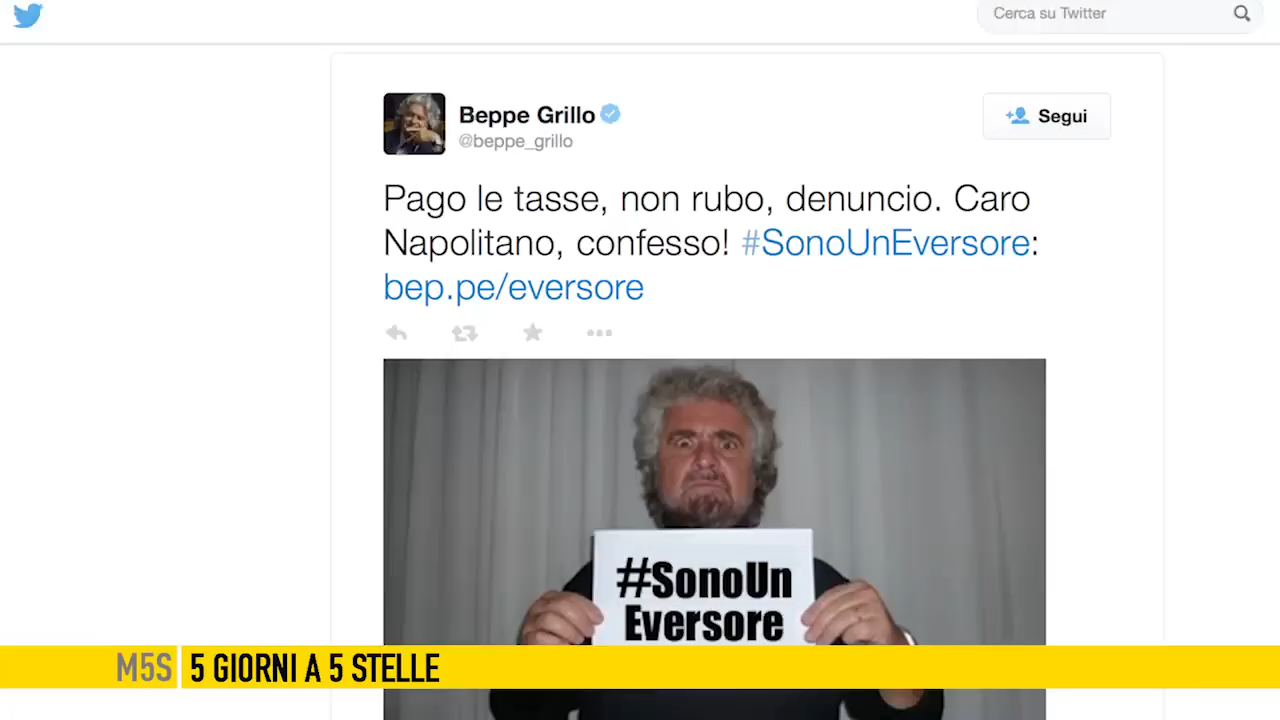 Cerca su Twitter
Beppe Grillo
@beppe_grillo
Segui
Pago le tasse, non rubo, denuncio. Caro
Napolitano, confesso! #SonoUnEversore:
bep.pe/eversore
#SonoUn
Eversore
M5S 5 GIORNI A 5 STELLE